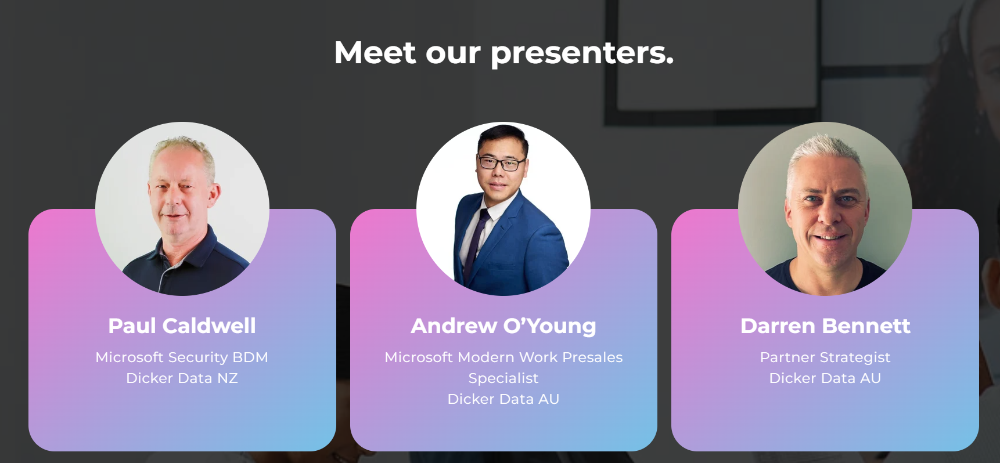 Meet our presenters.
Paul Caldwell
Microsoft Security BDM
Dicker Data NZ
Andrew O’Young
Microsoft Modern Work Presales
Specialist
Dicker Data AU
Darren Bennett
Partner Strategist
Dicker Data AU